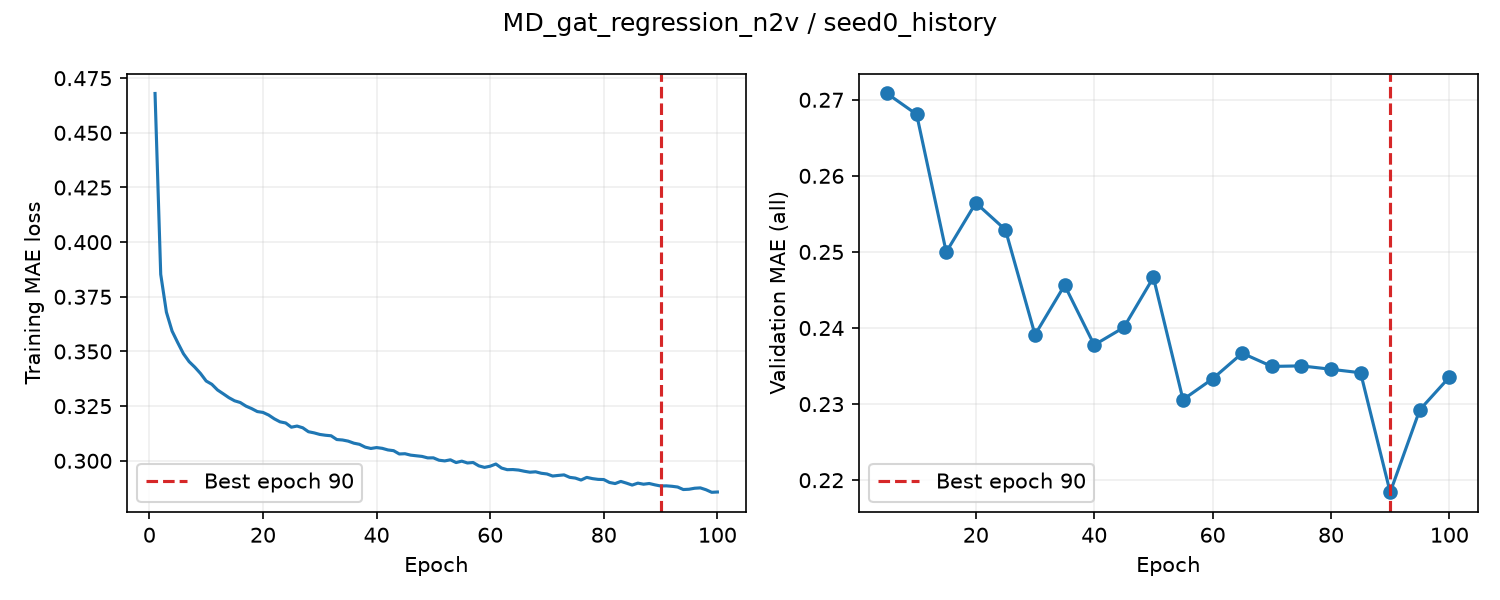 MD_gat_regression_n2v / seed0_history
Training MAE loss
0.475
0.450
0.425
0.400
0.375
0.350
0.325
0.300
Best epoch 90
0 20 40 60 80 100
Epoch
Validation MAE (all)
0.27
0.26
0.25
0.24
0.23
0.22
Best epoch 90
20 40 60 80 100
Epoch